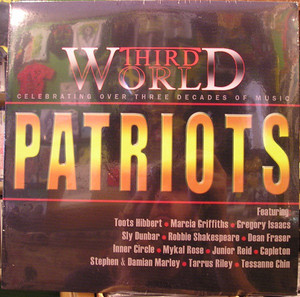 THIRD
WORLD
CELEBRATING OVER THREE DECADES OF MUSIC
PATRIOTS
Featuring
Toots Hibbert • Marcia Griffiths • Gregory Isaacs
Sly Dunbar • Robbie Shakespeare • Dean Fraser
Inner Circle • Mykal Rose • Junior Reid • Capleton
Stephen & Damian Marley • Tarrus Riley • Tessanne Chin